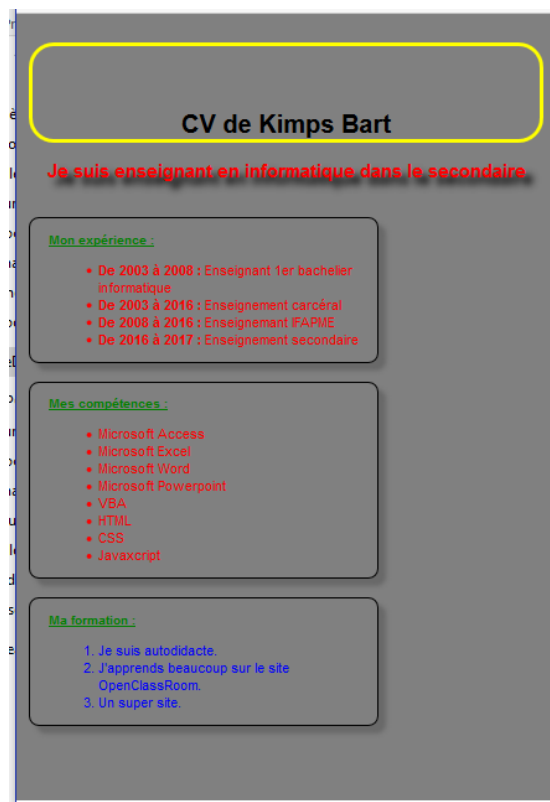 CV de Kimps Bart
Je suis enseignant en informatique dans le secondaire
Mon expérience :
• De 2003 à 2008 : Enseignant 1er bachelier
informatique
• De 2003 à 2016 : Enseignement carcéral
• De 2008 à 2016 : Enseignemant IFAPME
• De 2016 à 2017 : Enseignement secondaire
Mes compétences :
• Microsoft Access
• Microsoft Excel
• Microsoft Word
• Microsoft Powerpoint
• VBA
• HTML
• CSS
• Javaxcript
Ma formation :
1. Je suis autodidacte.
2. J'apprends beaucoup sur le site
OpenClassRoom.
3. Un super site.